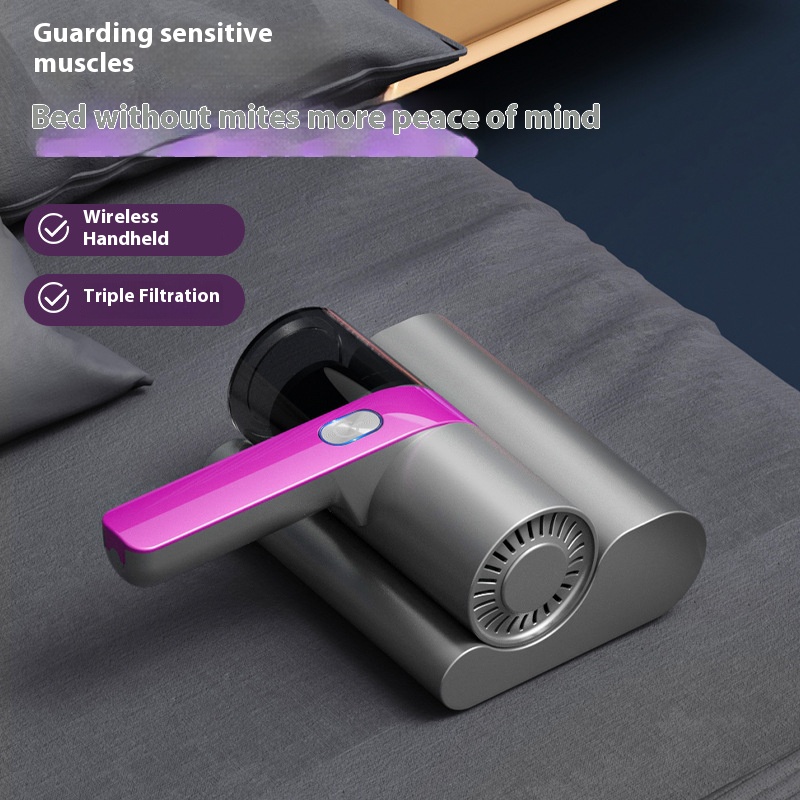 Guarding sensitive
muscles
Bed without mites more peace of mind
Wireless
Handheld
Triple Filtration